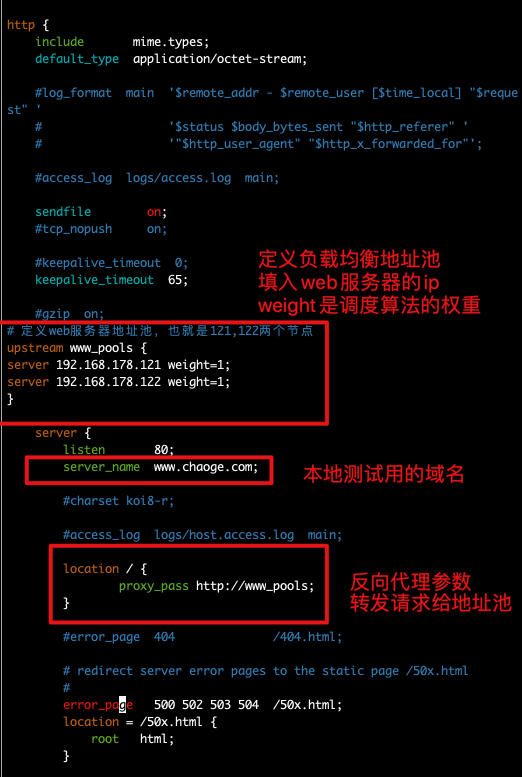 http {
include mime.types;
default_type application/octet-stream;
#log_format main '$remote_addr - $remote_user [$time_local] "$reque
st" '
# '$status $body_bytes_sent "$http_referer" '
# '"$http_user_agent" "$http_x_forwarded_for"';
#access_log logs/access.log main;
sendfile on;
#tcp_nopush on;
#keepalive_timeout 0;
keepalive_timeout 65;
定义负载均衡地址池
填入web服务器的ip
weight是调度算法的权重
#gzip on;
# 定义web服务器地址池，也就是121,122两个节点
upstream www_pools {
server 192.168.178.121 weight=1;
server 192.168.178.122 weight=1;
}
server {
listen 80;
server_name www.chaoge.com;
本地测试用的域名
#charset koi8-r;
#access_log logs/host.access.log main;
location / {
proxy_pass http://www_pools;
}
反向代理参数
转发请求给地址池
#error_page 404 /404.html;
# redirect server error pages to the static page /50x.html
#
error_page 500 502 503 504 /50x.html;
location = /50x.html {
root html;
}